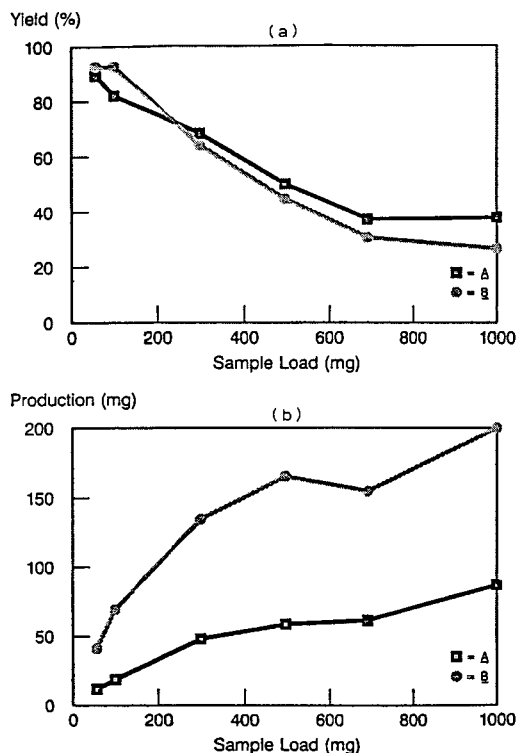 Yield (%)
(a)
100
80
60
40
20
0
▪ = A
● = B
0 200 400 600 800 1000
Sample Load (mg)
Production (mg)
(b)
200
150
100
50
0
▪ = A
● = B
0 200 400 600 800 1000
Sample Load (mg)